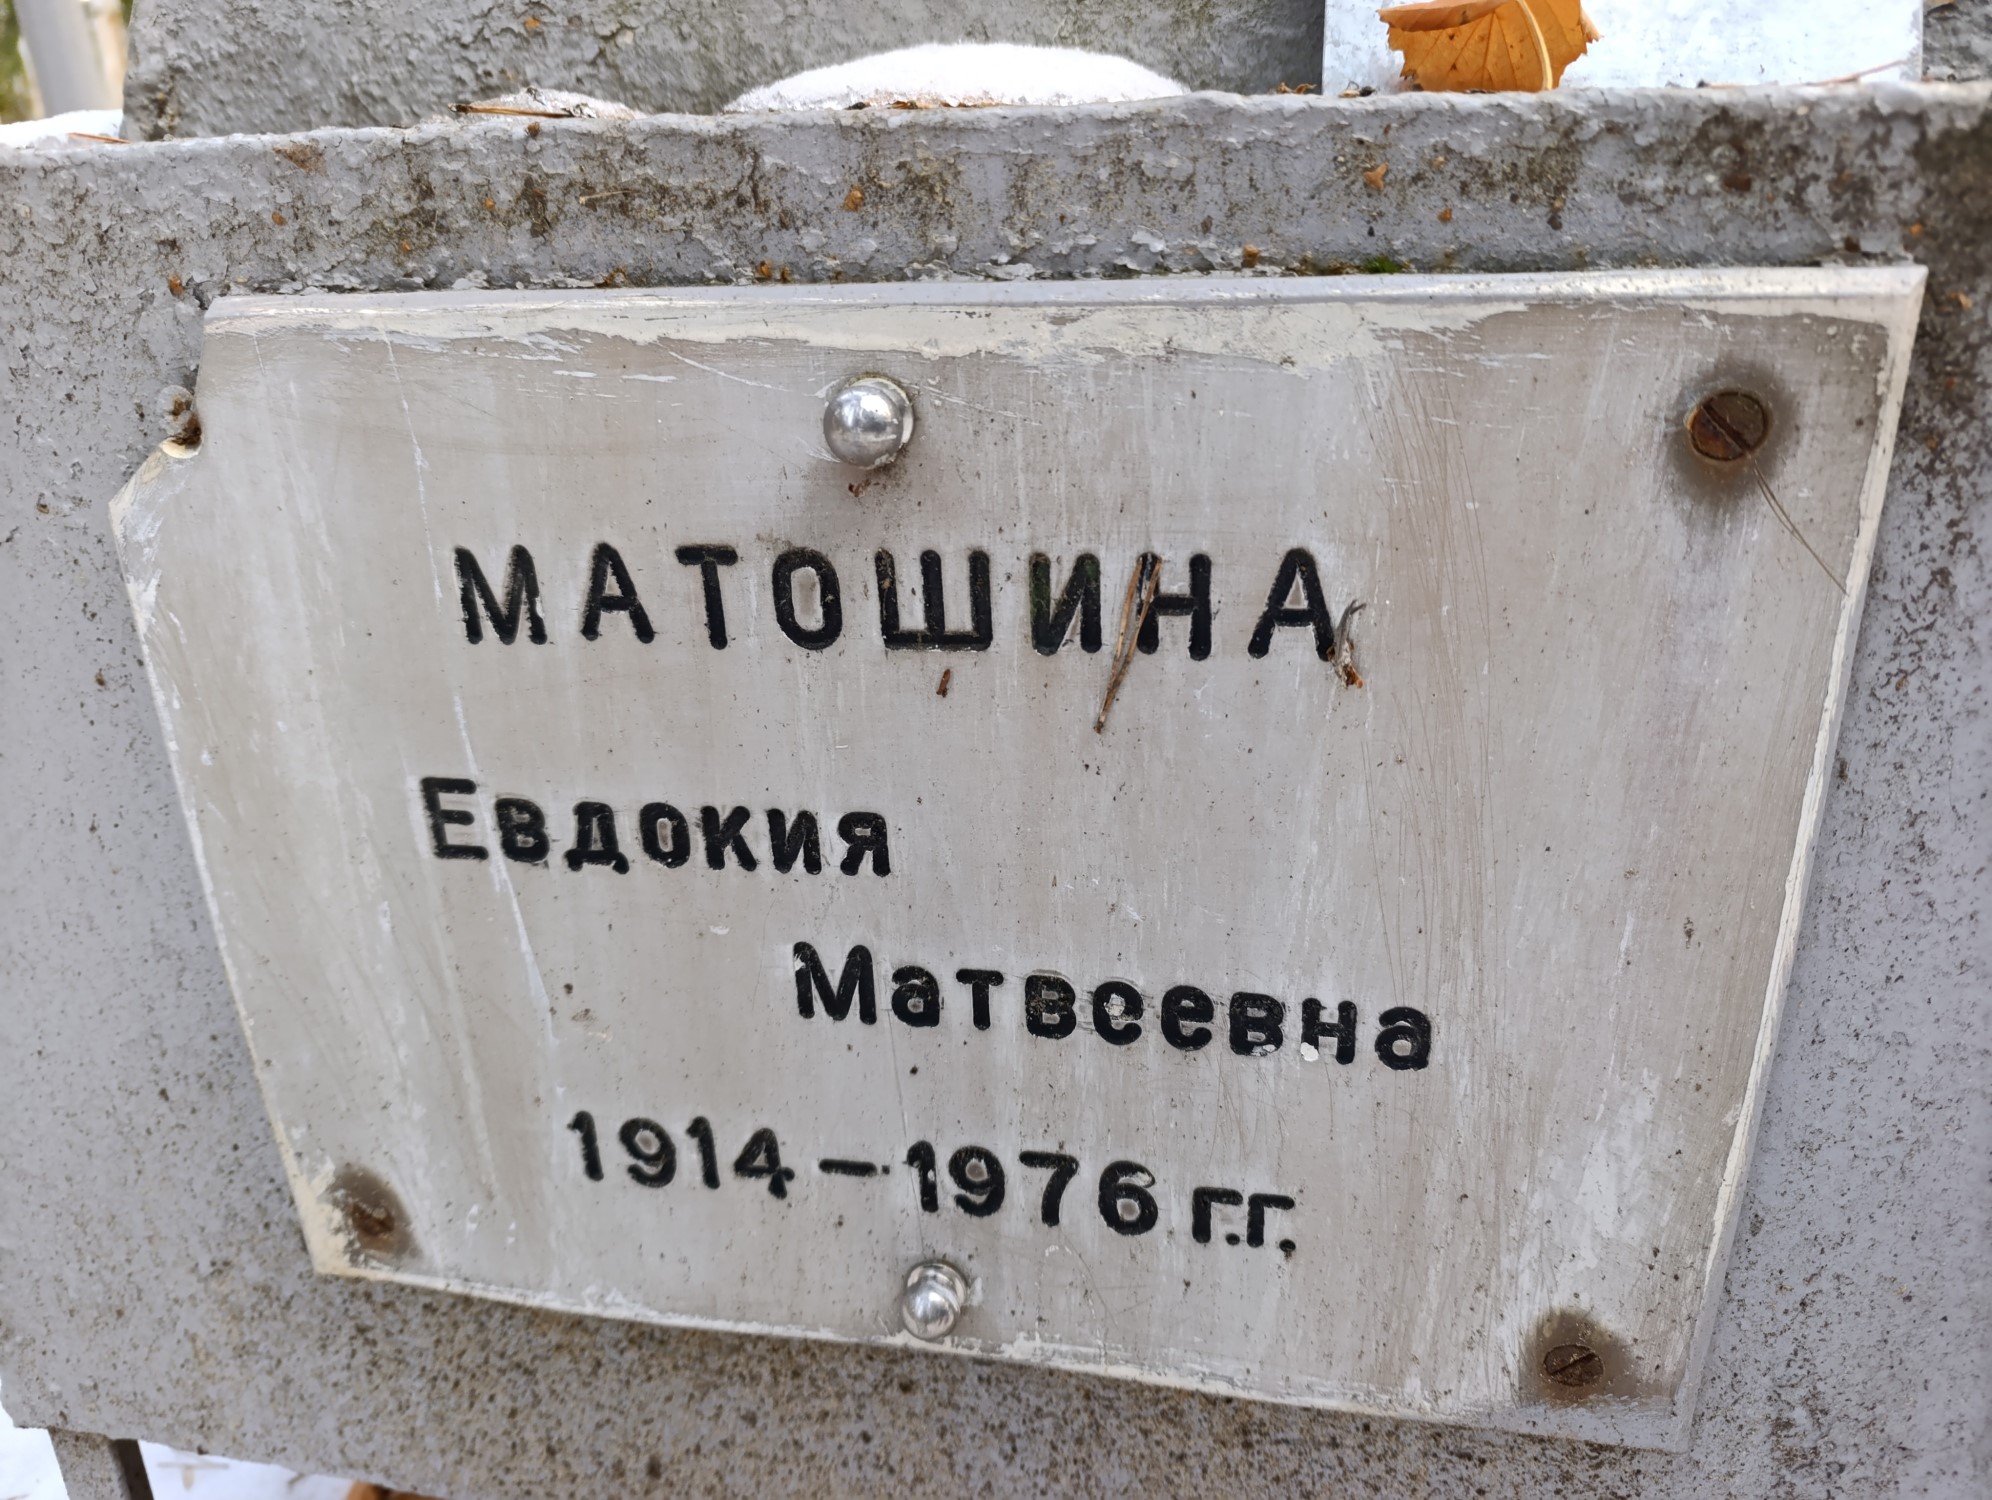 МАТОШИНА
Евдокия
Матвеевна
1914-1976 г.г.